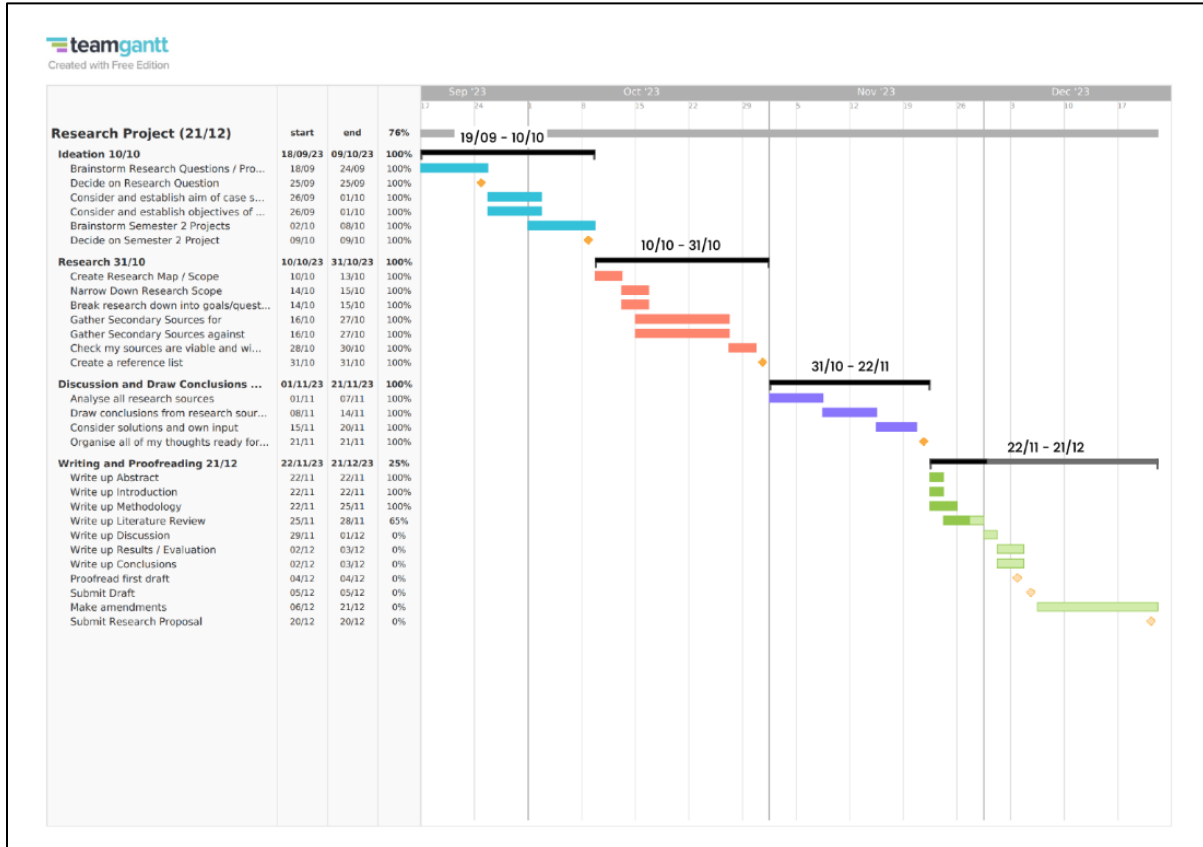 teamgantt
Created with Free Edition
Sep '23 Oct '23 Nov '23 Dec '23
17 24 1 8 15 22 29 5 12 19 26 3 10 17
Research Project (21/12) start end 76%
19/09 - 10/10
Ideation 10/10 18/09/23 09/10/23 100%
Brainstorm Research Questions / Pro... 18/09 24/09 100%
Decide on Research Question 25/09 25/09 100%
Consider and establish aim of case s... 26/09 01/10 100%
Consider and establish objectives of ... 26/09 01/10 100%
Brainstorm Semester 2 Projects 02/10 08/10 100%
Decide on Semester 2 Project 09/10 09/10 100%
10/10 - 31/10
Research 31/10 10/10/23 31/10/23 100%
Create Research Map / Scope 10/10 13/10 100%
Narrow Down Research Scope 14/10 15/10 100%
Break research down into goals/quest... 14/10 15/10 100%
Gather Secondary Sources for 16/10 27/10 100%
Gather Secondary Sources against 16/10 27/10 100%
Check my sources are viable and wi... 28/10 30/10 100%
Create a reference list 31/10 31/10 100%
31/10 - 22/11
Discussion and Draw Conclusions ... 01/11/23 21/11/23 100%
Analyse all research sources 01/11 07/11 100%
Draw conclusions from research sour... 08/11 14/11 100%
Consider solutions and own input 15/11 20/11 100%
Organise all of my thoughts ready for... 21/11 21/11 100%
22/11 - 21/12
Writing and Proofreading 21/12 22/11/23 21/12/23 25%
Write up Abstract 22/11 22/11 100%
Write up Introduction 22/11 22/11 100%
Write up Methodology 22/11 25/11 100%
Write up Literature Review 25/11 28/11 65%
Write up Discussion 29/11 01/12 0%
Write up Results / Evaluation 02/12 03/12 0%
Write up Conclusions 02/12 03/12 0%
Proofread first draft 04/12 04/12 0%
Submit Draft 05/12 05/12 0%
Make amendments 06/12 21/12 0%
Submit Research Proposal 20/12 20/12 0%